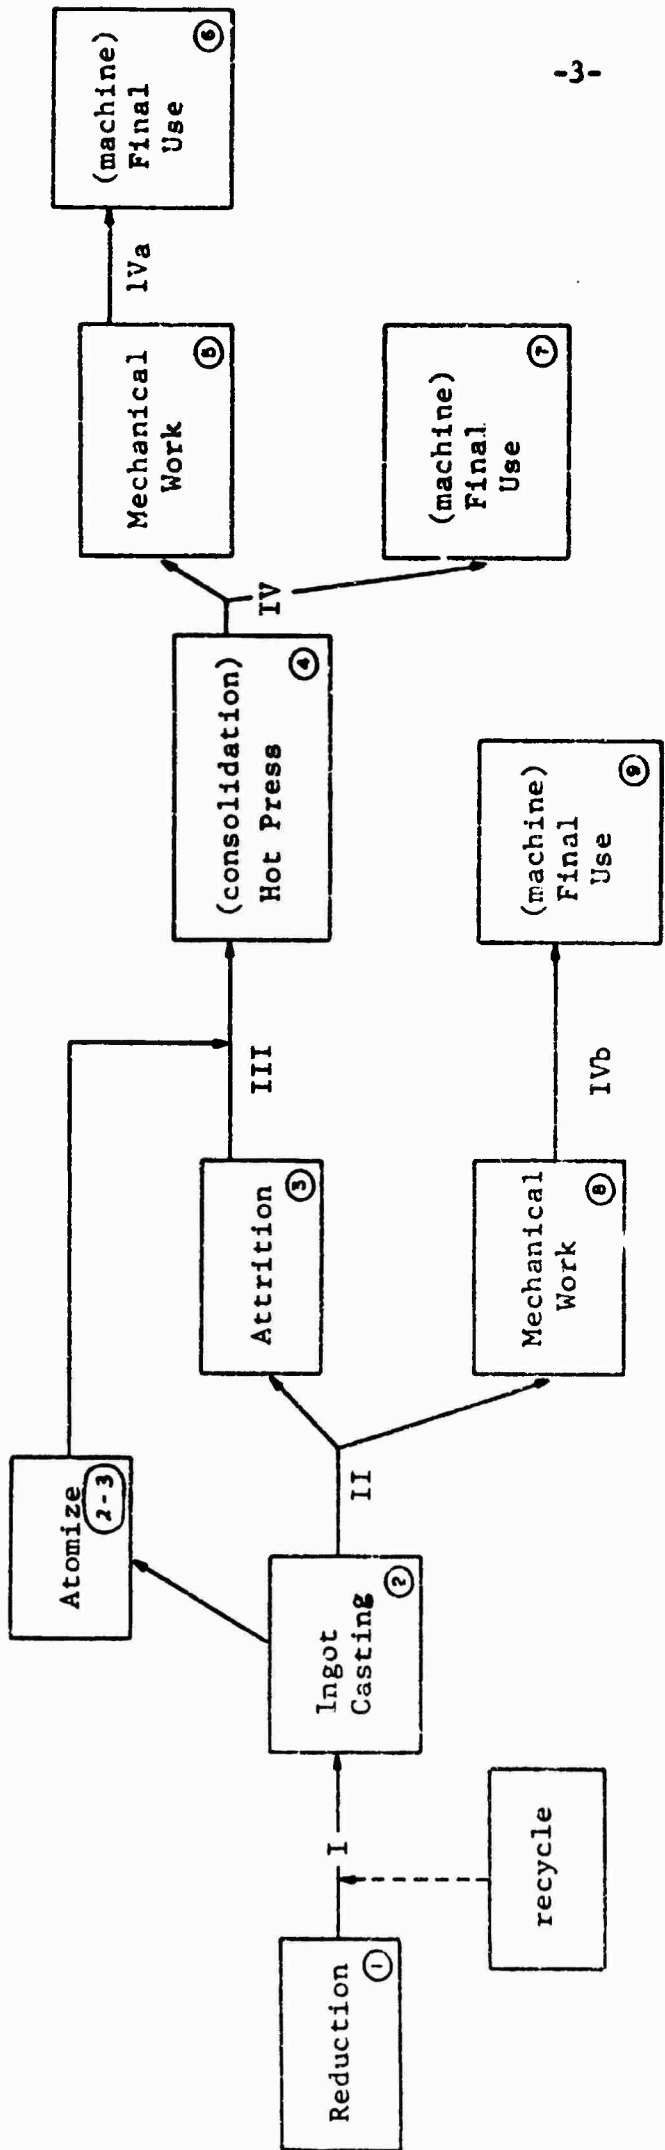 -3-
Reduction
1
recycle
I
Ingot
Casting
2
Atomize
2-3
II
Attrition
3
Mechanical
Work
8
III
IVb
(consolidation)
Hot Press
4
(machine)
Final
Use
9
IV
Mechanical
Work
5
(machine)
Final
Use
7
IVa
(machine)
Final
Use
6